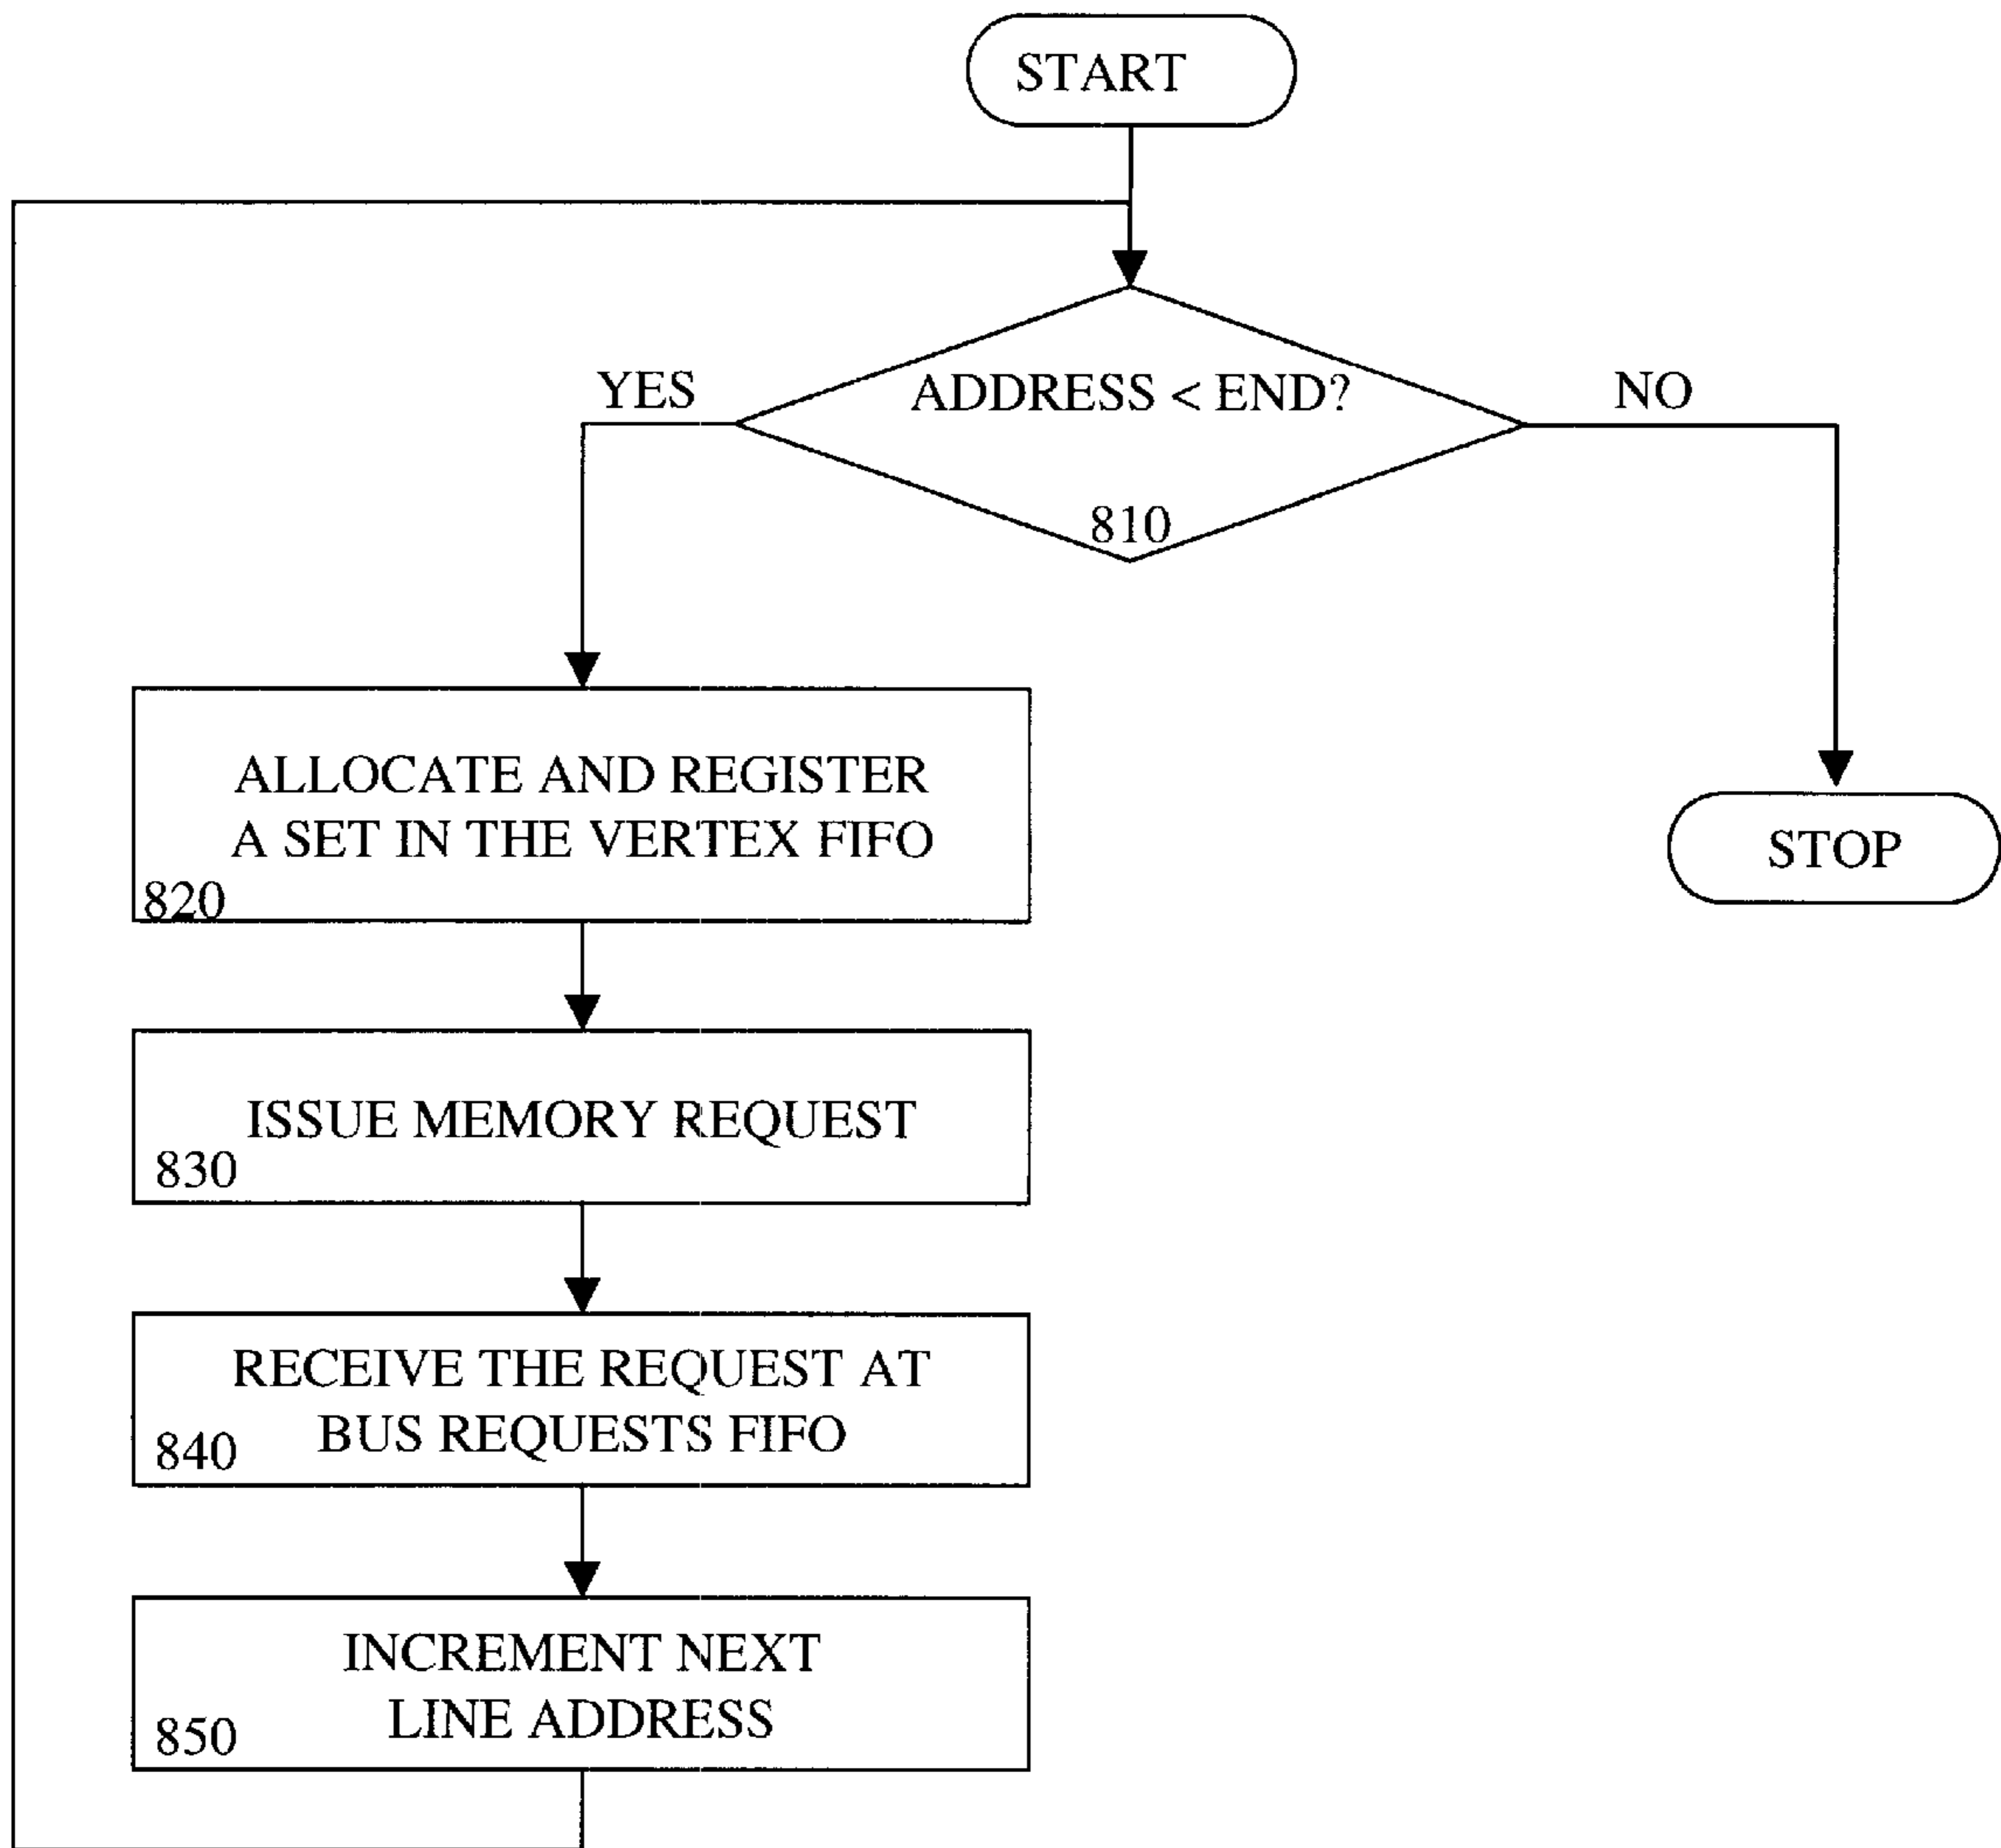 START
YES
ADDRESS < END?
NO
810
ALLOCATE AND REGISTER
A SET IN THE VERTEX FIFO
820
STOP
ISSUE MEMORY REQUEST
830
RECEIVE THE REQUEST AT
BUS REQUESTS FIFO
840
INCREMENT NEXT
LINE ADDRESS
850